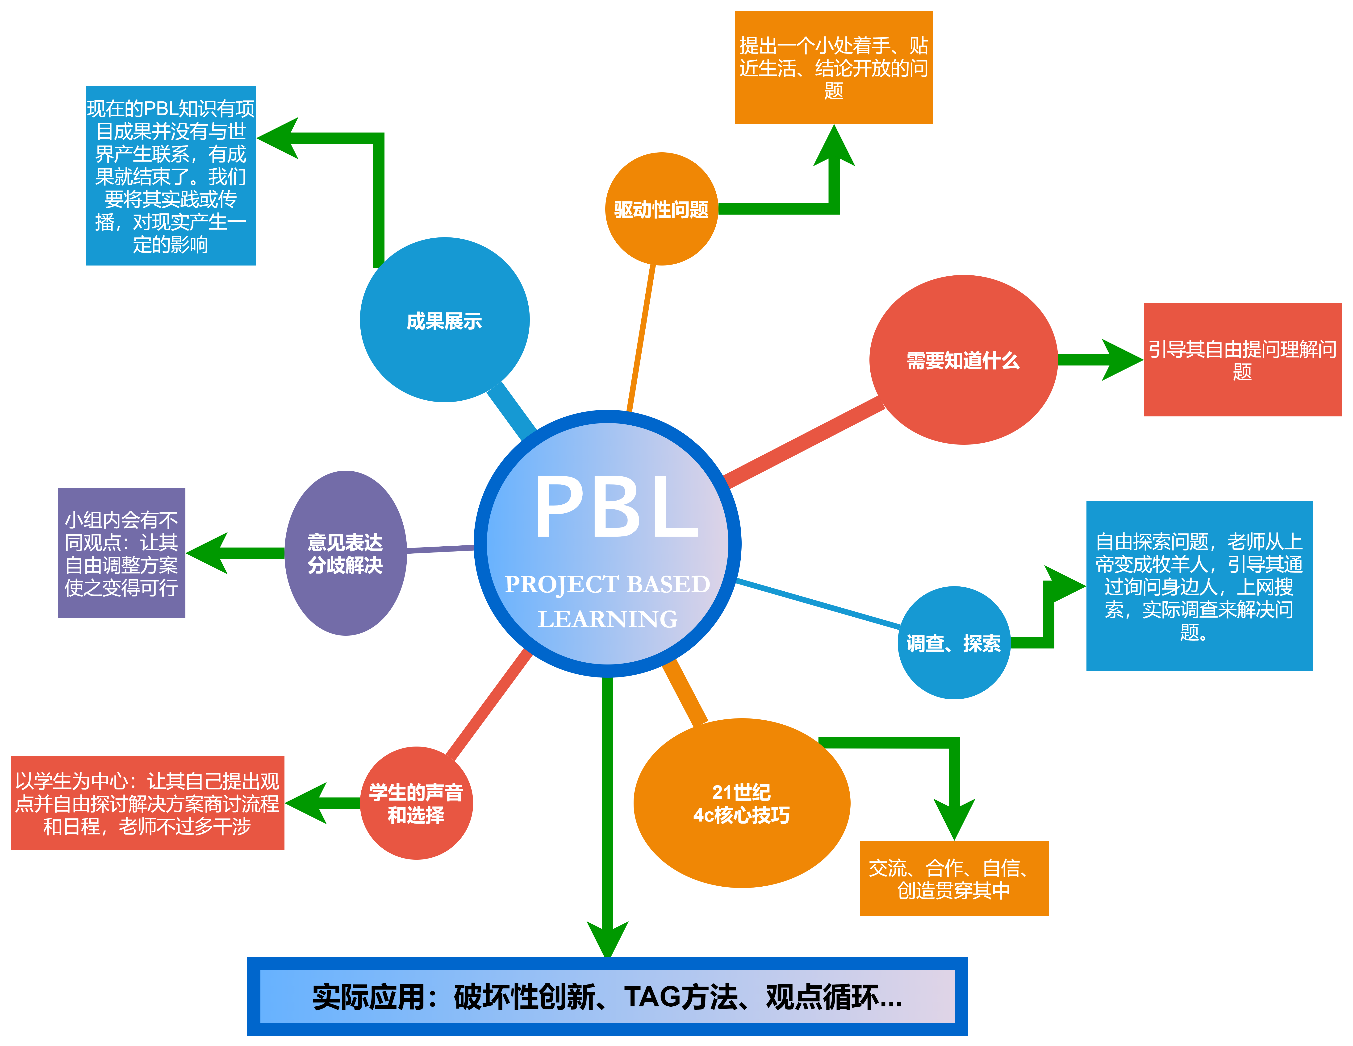 提出一个小处着手、贴
近生活、结论开放的问
题
驱动性问题
现在的PBL知识有项
目成果并没有与世
界产生联系，有成
果就结束了。我们
要将其实践或传
播，对现实产生一
定的影响
成果展示
需要知道什么
引导其自由提问理解问
题
PBL
PROJECT BASED
LEARNING
小组内会有不
同观点：让其
自由调整方案
使之变得可行
意见表达
分歧解决
自由探索问题，老师从上
帝变成牧羊人，引导其通
过询问身边人，上网搜
索，实际调查来解决问
题。
调查、探索
以学生为中心：让其自己提出观
点并自由探讨解决方案商讨流程
和日程，老师不过多干涉
学生的声音
和选择
21世纪
4c核心技巧
交流、合作、自信、
创造贯穿其中
实际应用：破坏性创新、TAG方法、观点循环...